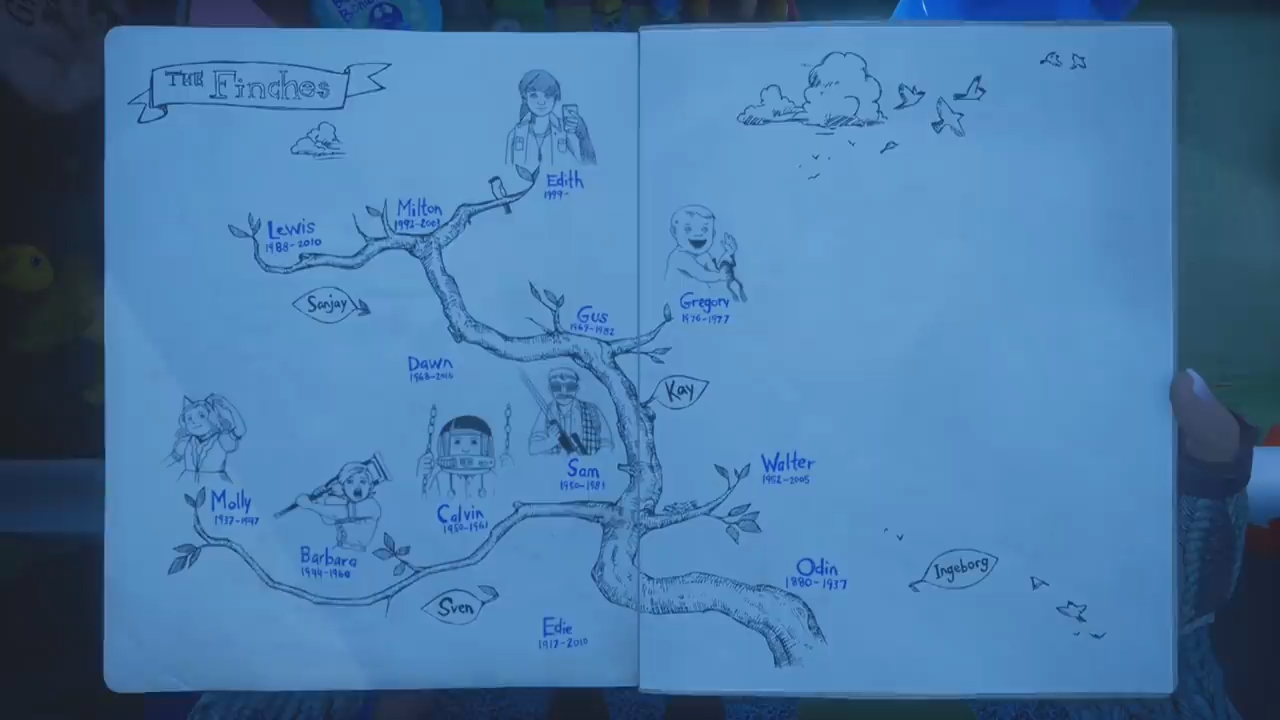 THE Finches
Edith
1999-
Milton
1992-2003
Lewis
1988-2010
Sanjay
Gregory
1976-1977
Gus
1969-1982
Dawn
1968-2016
Kay
Sam
1950-1983
Calvin
1950-1961
Walter
1952-2005
Molly
1937-1947
Barbara
1944-1960
Sven
Odin
1880-1937
Ingeborg
Edie
1917-2010